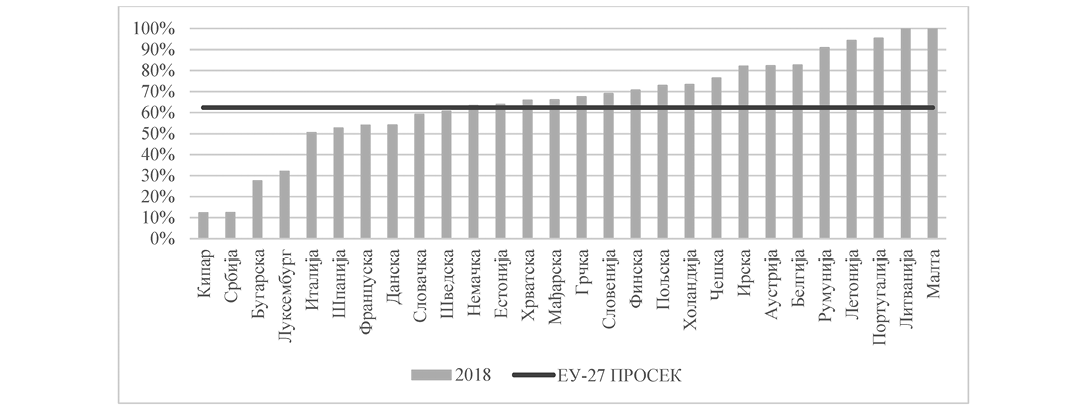 100%
90%
80%
70%
60%
50%
40%
30%
20%
10%
0%
Кипар
Србија
Бугарска
Луксембург
Италија
Шпанија
Француска
Данска
Словачка
Шведска
Немачка
Естонија
Хрватска
Мађарска
Грчка
Словенија
Финска
Пољска
Холандија
Чешка
Ирска
Аустрија
Белгија
Румунија
Летонија
Португалија
Литванија
Малта
2018
ЕУ-27 ПРОСЕК